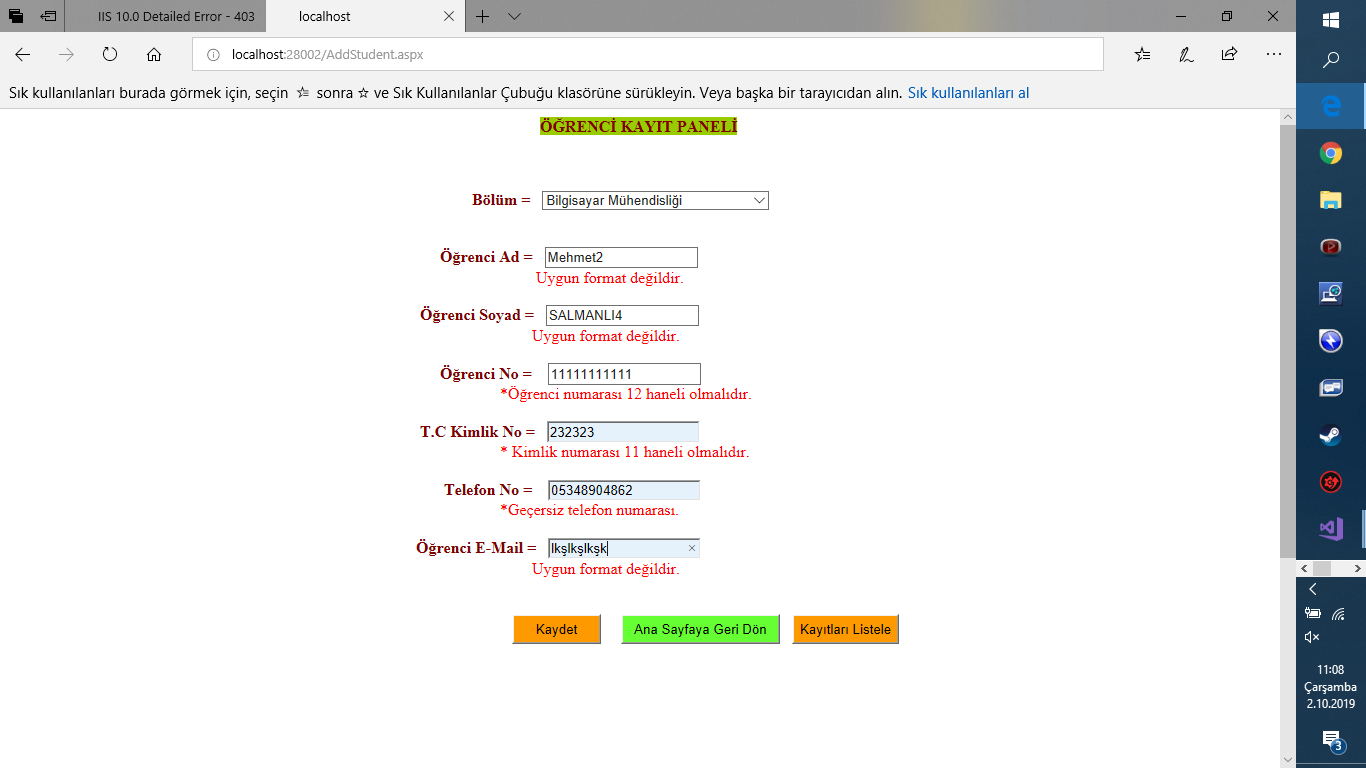 IIS 10.0 Detailed Error - 403
localhost
localhost:28002/AddStudent.aspx
Sık kullanılanları burada görmek için, seçin sonra ☆ ve Sık Kullanılanlar Çubuğu klasörüne sürükleyin. Veya başka bir tarayıcıdan alın. Sık kullanılanları al
ÖĞRENCİ KAYIT PANELİ
Bölüm = Bilgisayar Mühendisliği
Öğrenci Ad = Mehmet2
Uygun format değildir.
Öğrenci Soyad = SALMANLI4
Uygun format değildir.
Öğrenci No = 11111111111
*Öğrenci numarası 12 haneli olmalıdır.
T.C Kimlik No = 232323
* Kimlik numarası 11 haneli olmalıdır.
Telefon No = 05348904862
*Geçersiz telefon numarası.
Öğrenci E-Mail = lkşlkşlkşk
Uygun format değildir.
Kaydet Ana Sayfaya Geri Dön Kayıtları Listele
11:08
Çarşamba
2.10.2019
3